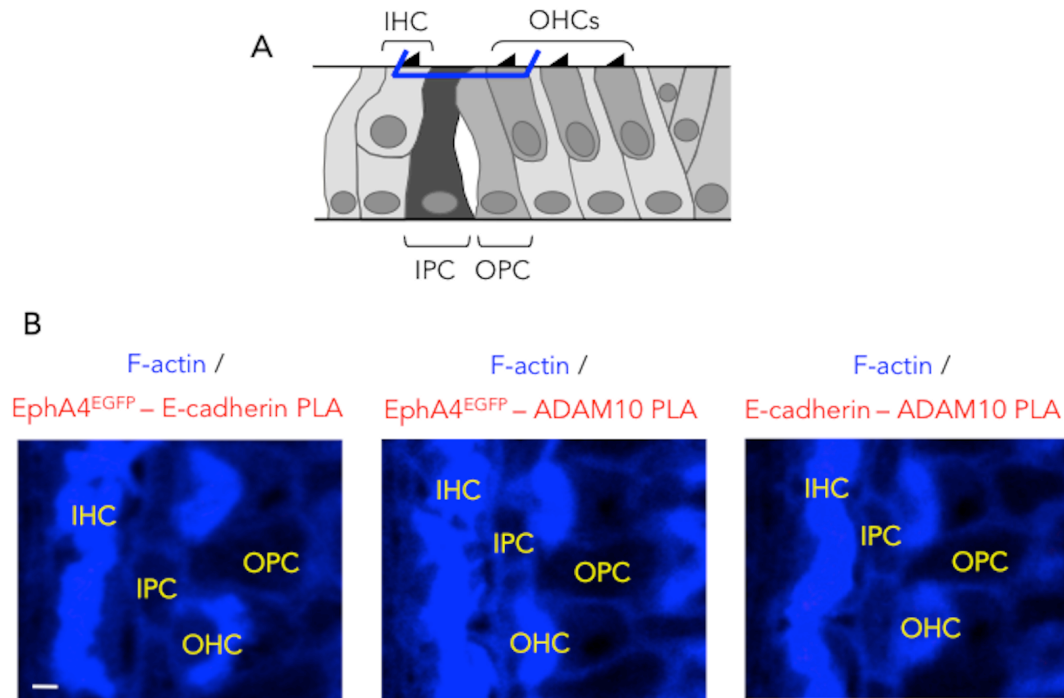 A
IHC
OHCs
IPC
OPC
B
F-actin /
EphA4EGFP – E-cadherin PLA
F-actin /
EphA4EGFP – ADAM10 PLA
F-actin /
E-cadherin – ADAM10 PLA
IHC
OPC
IPC
OHC
IHC
IPC
OPC
OHC
IHC
IPC
OPC
OHC